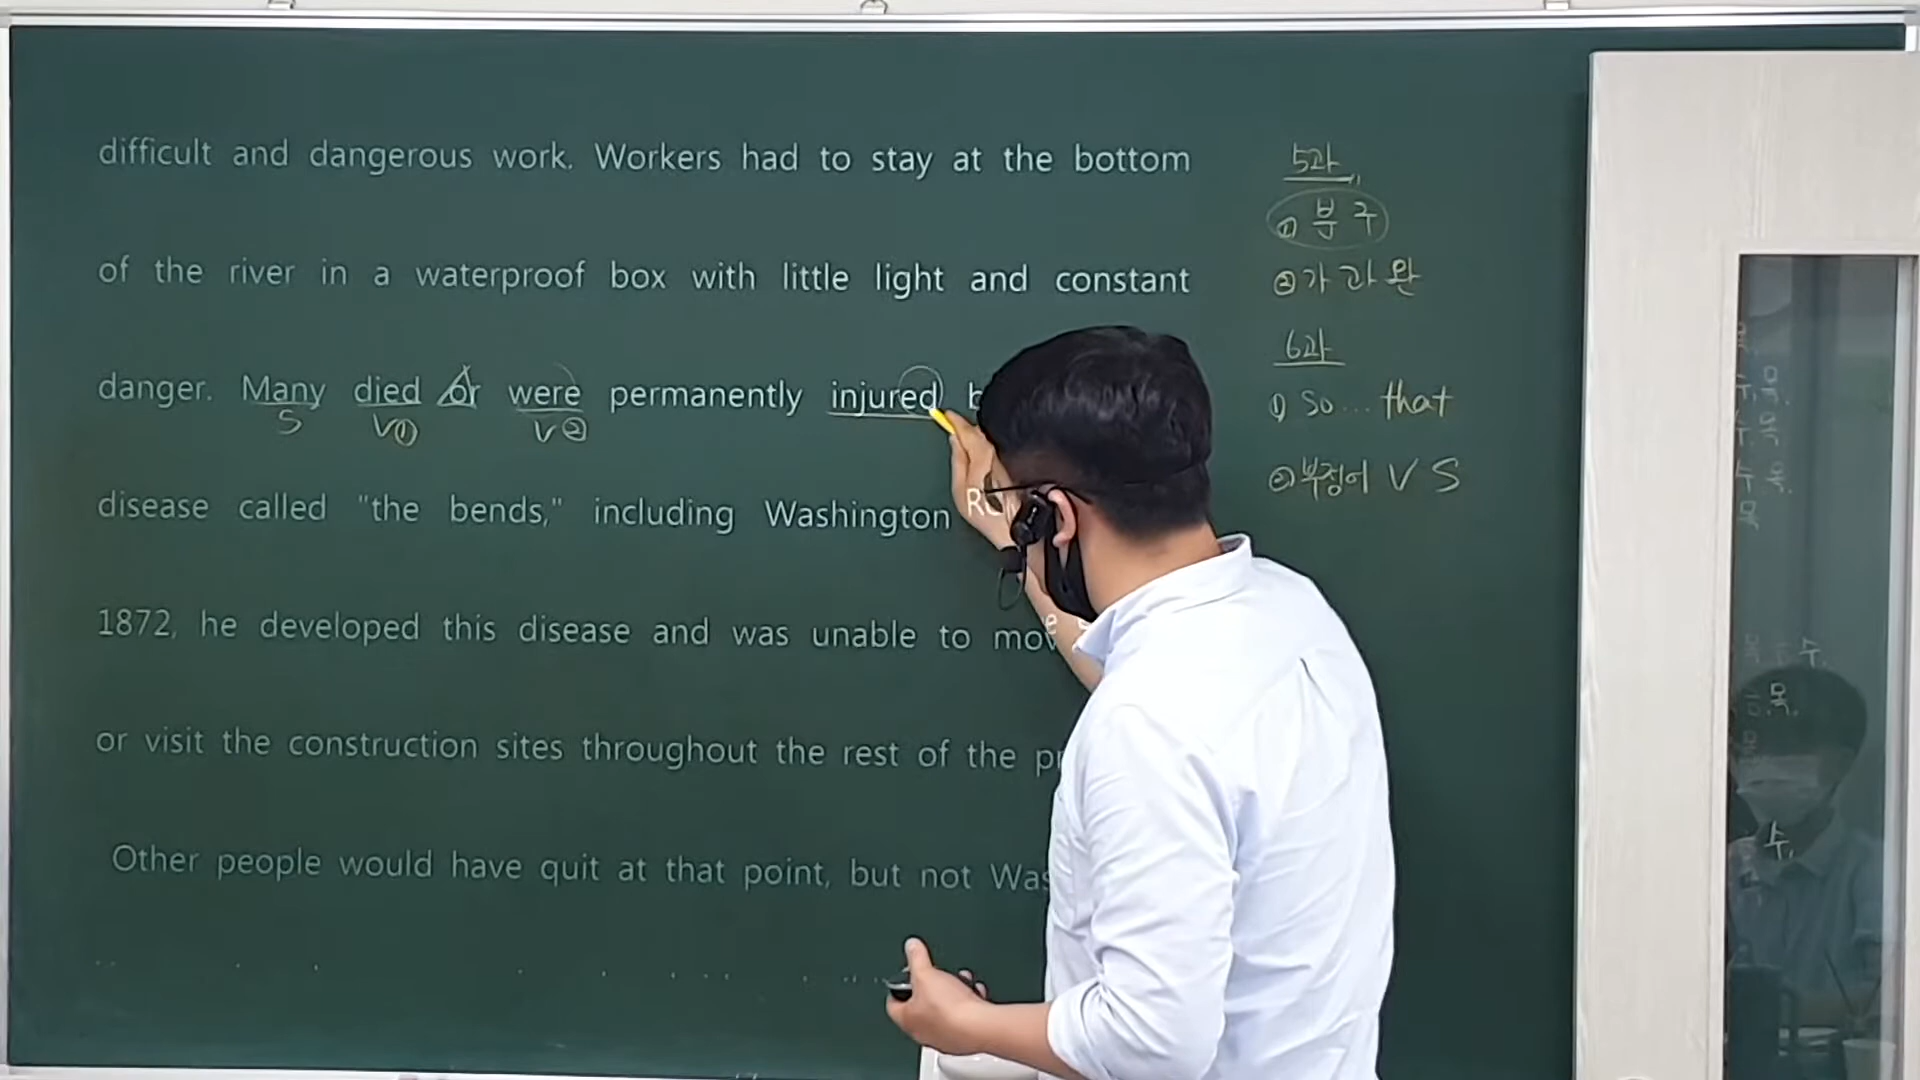 difficult and dangerous work. Workers had to stay at the bottom
of the river in a waterproof box with little light and constant
danger. Many died or were permanently injured b
S V① V②
disease called "the bends," including Washington
1872, he developed this disease and was unable to mov e
or visit the construction sites throughout the rest of the pr
Other people would have quit at that point, but not Was
5과
① 분 구
② 가 과 완
6과
① So... that
② 부정어 V S